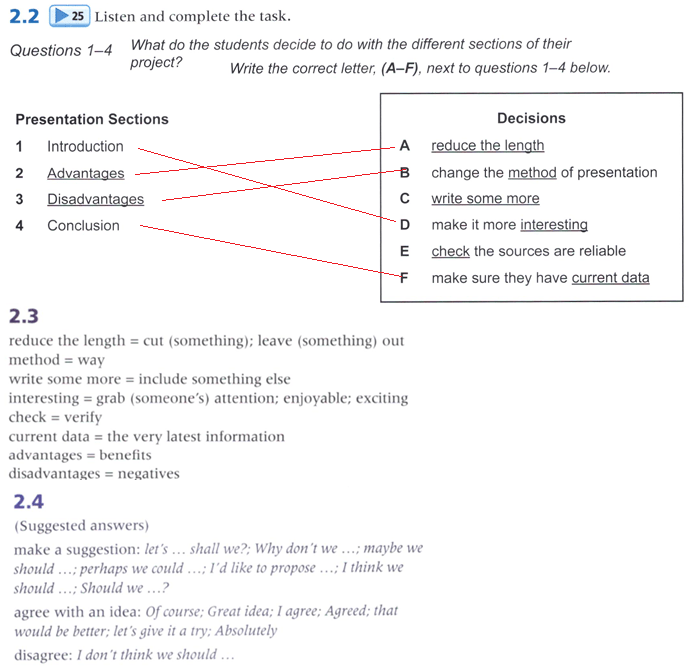 2.2 25 Listen and complete the task.
Questions 1–4 What do the students decide to do with the different sections of their
project? Write the correct letter, (A–F), next to questions 1–4 below.
Presentation Sections
1 Introduction
2 Advantages
3 Disadvantages
4 Conclusion
Decisions
A reduce the length
B change the method of presentation
C write some more
D make it more interesting
E check the sources are reliable
F make sure they have current data
2.3
reduce the length = cut (something); leave (something) out
method = way
write some more = include something else
interesting = grab (someone's) attention; enjoyable; exciting
check = verify
current data = the very latest information
advantages = benefits
disadvantages = negatives
2.4
(Suggested answers)
make a suggestion: let's … shall we?; Why don't we …; maybe we
should …; perhaps we could …; I'd like to propose …; I think we
should …; Should we …?
agree with an idea: Of course; Great idea; I agree; Agreed; that
would be better; let's give it a try; Absolutely
disagree: I don't think we should …